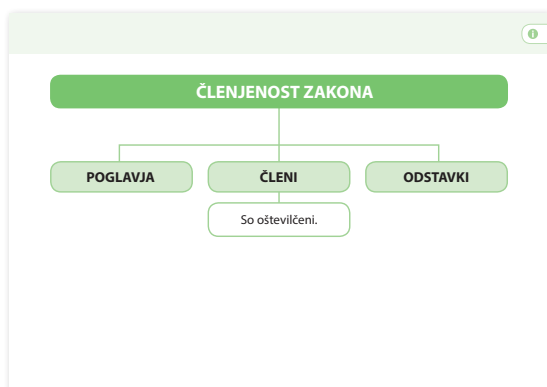 ČLENJENOST ZAKONA
POGLAVJA
ČLENI
ODSTAVKI
So oštevilčeni.